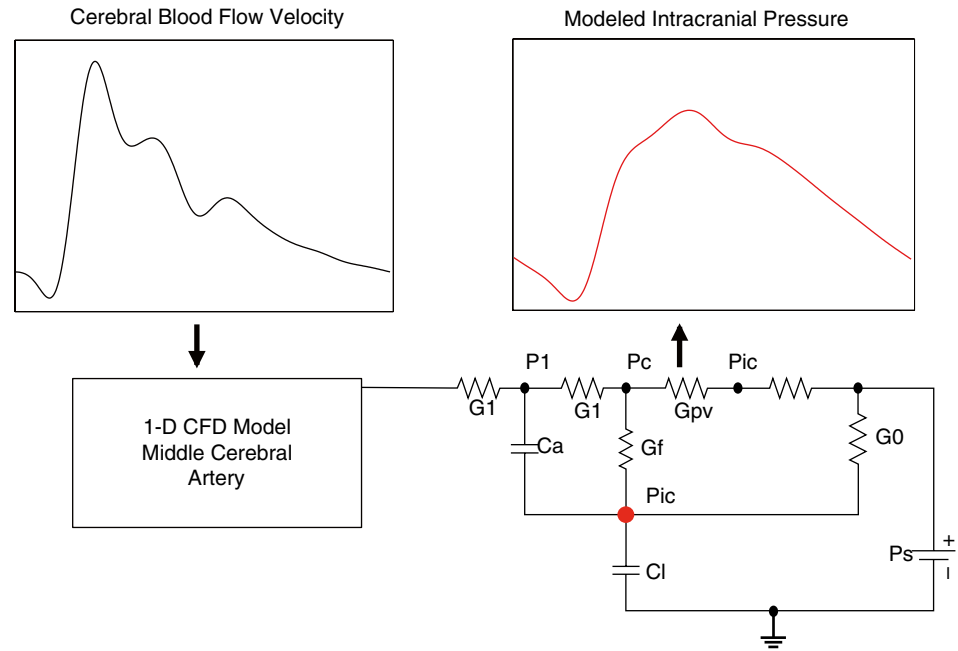 Cerebral Blood Flow Velocity
Modeled Intracranial Pressure
1-D CFD Model
Middle Cerebral
Artery
P1
Pc
Pic
G1
G1
Gpv
Ca
Gf
G0
Pic
Cl
Ps
+
I